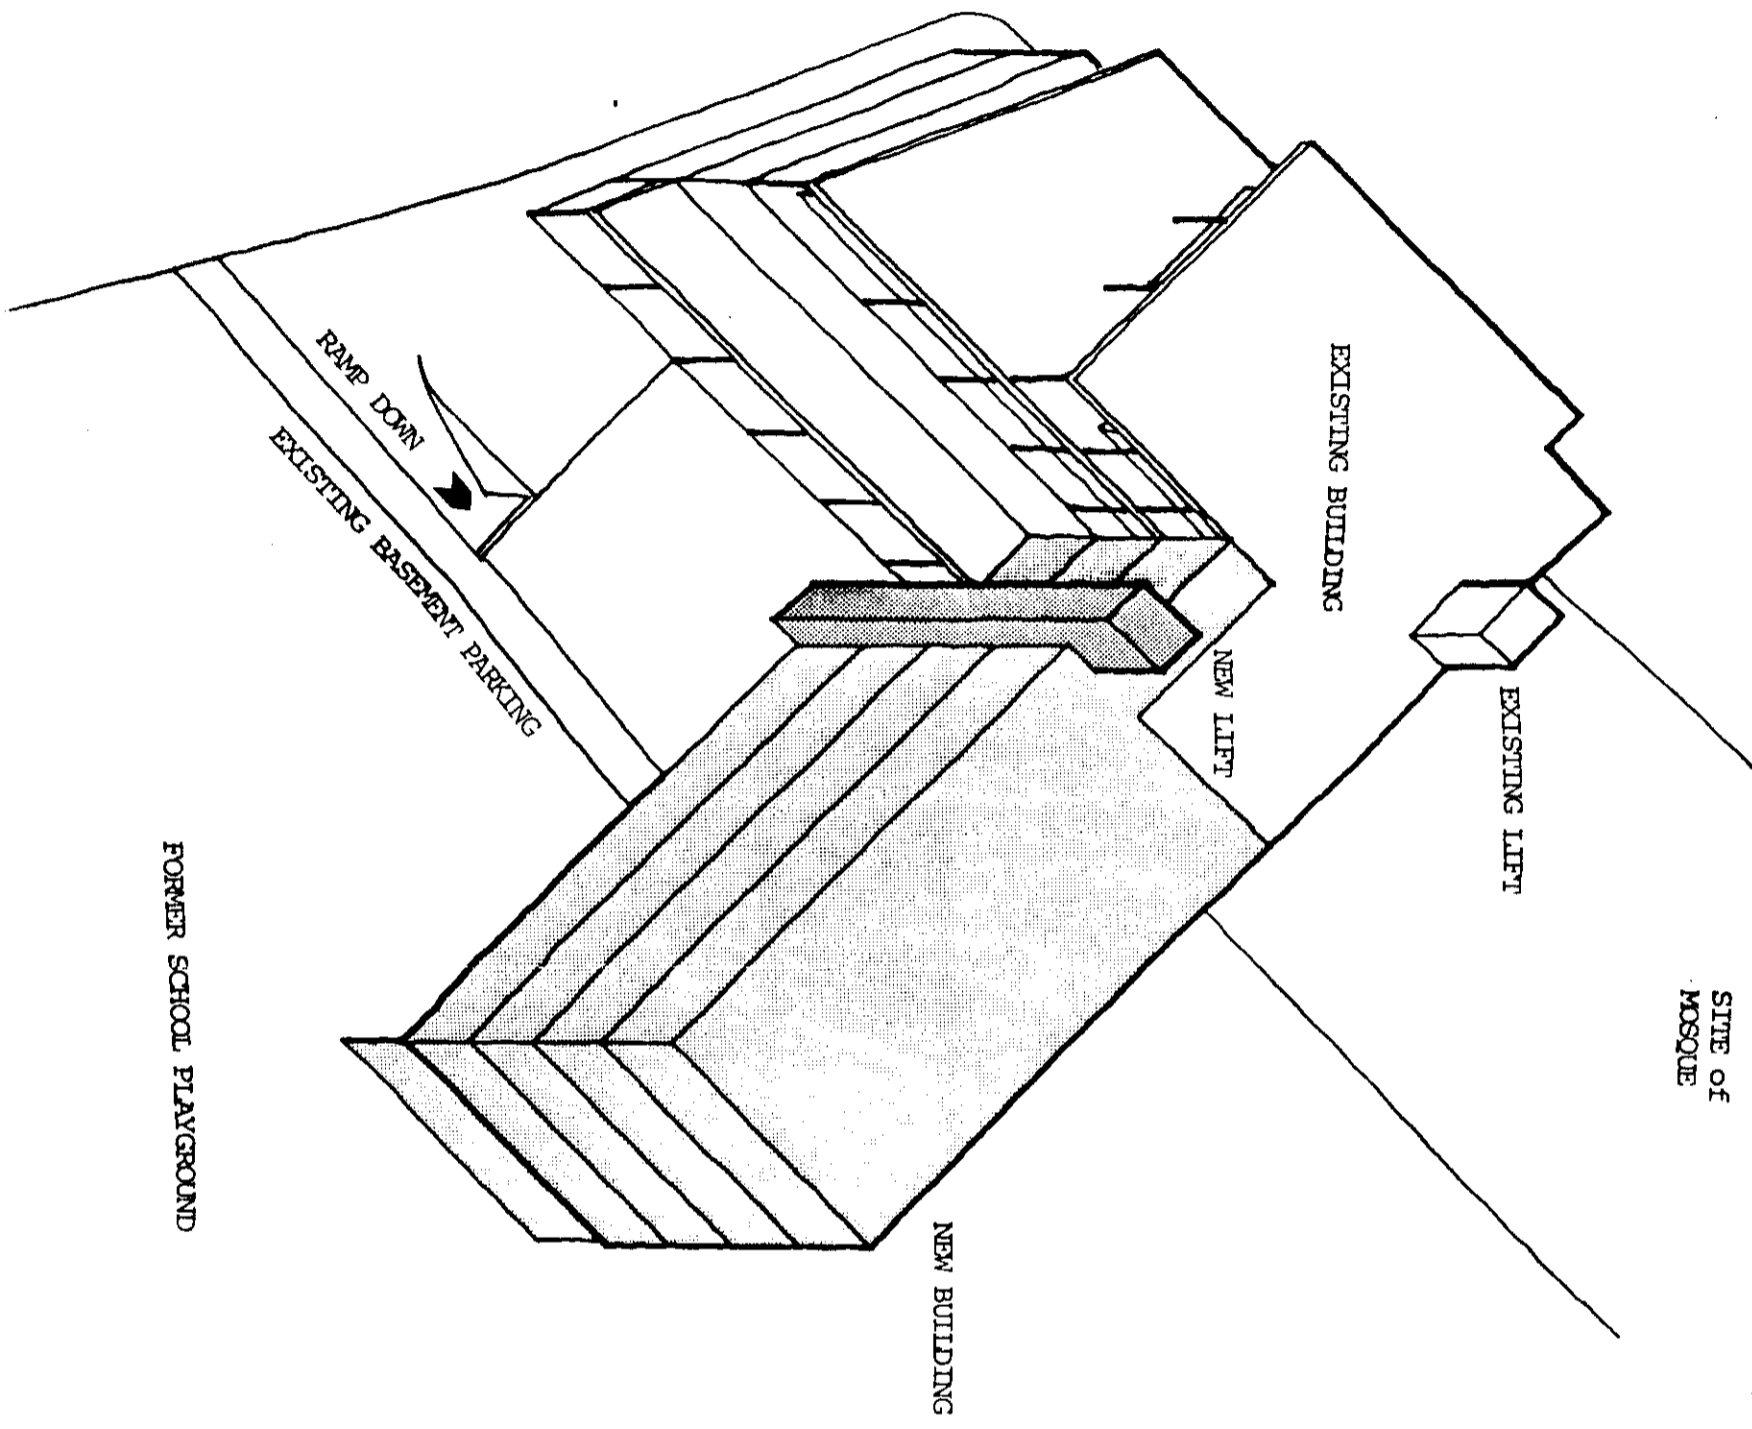 SITE of
MOSQUE
EXISTING LIFT
EXISTING BUILDING
NEW LIFT
NEW BUILDING
RAMP DOWN
EXISTING BASEMENT PARKING
FORMER SCHOOL PLAYGROUND